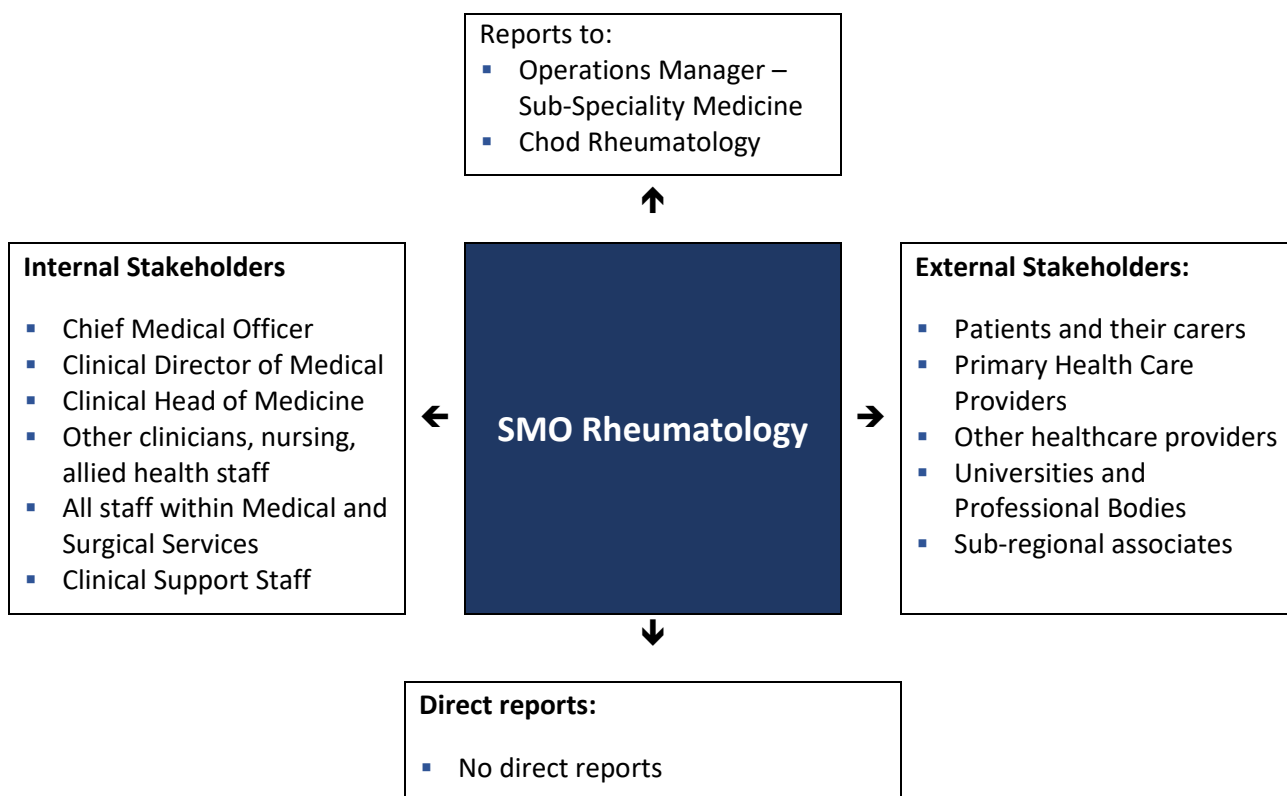 Reports to:
▪ Operations Manager –
Sub-Speciality Medicine
▪ Chod Rheumatology
Internal Stakeholders
▪ Chief Medical Officer
▪ Clinical Director of Medical
▪ Clinical Head of Medicine
▪ Other clinicians, nursing,
allied health staff
▪ All staff within Medical and
Surgical Services
▪ Clinical Support Staff
SMO Rheumatology
External Stakeholders:
▪ Patients and their carers
▪ Primary Health Care
Providers
▪ Other healthcare providers
▪ Universities and
Professional Bodies
▪ Sub-regional associates
Direct reports:
▪ No direct reports